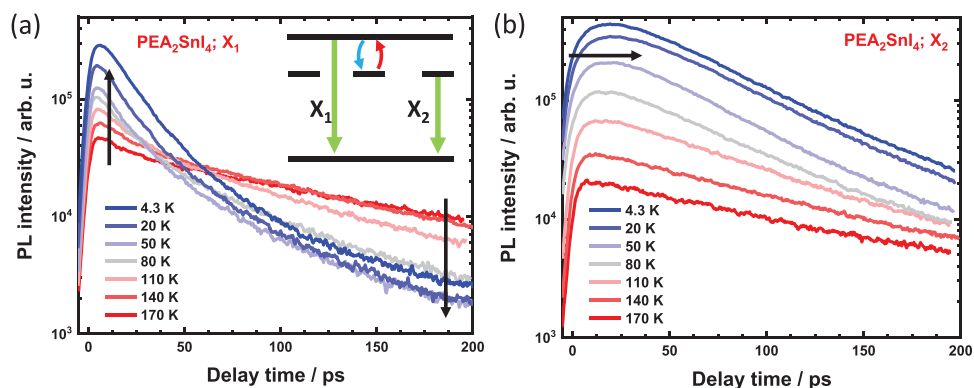 (a)
PEA₂SnI₄; X₁
X₁
X₂
PL intensity / arb. u.
10⁵
10⁴
10³
4.3 K
20 K
50 K
80 K
110 K
140 K
170 K
0
50
100
150
200
Delay time / ps
(b)
PEA₂SnI₄; X₂
PL intensity / arb. u.
10⁵
10⁴
10³
4.3 K
20 K
50 K
80 K
110 K
140 K
170 K
0
50
100
150
200
Delay time / ps